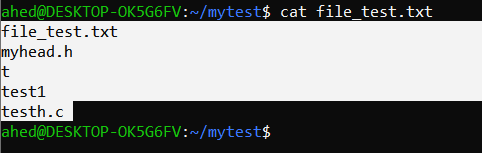 ahed@DESKTOP-OK5G6FV:~/mytest$ cat file_test.txt
file_test.txt
myhead.h
t
test1
testh.c
ahed@DESKTOP-OK5G6FV:~/mytest$